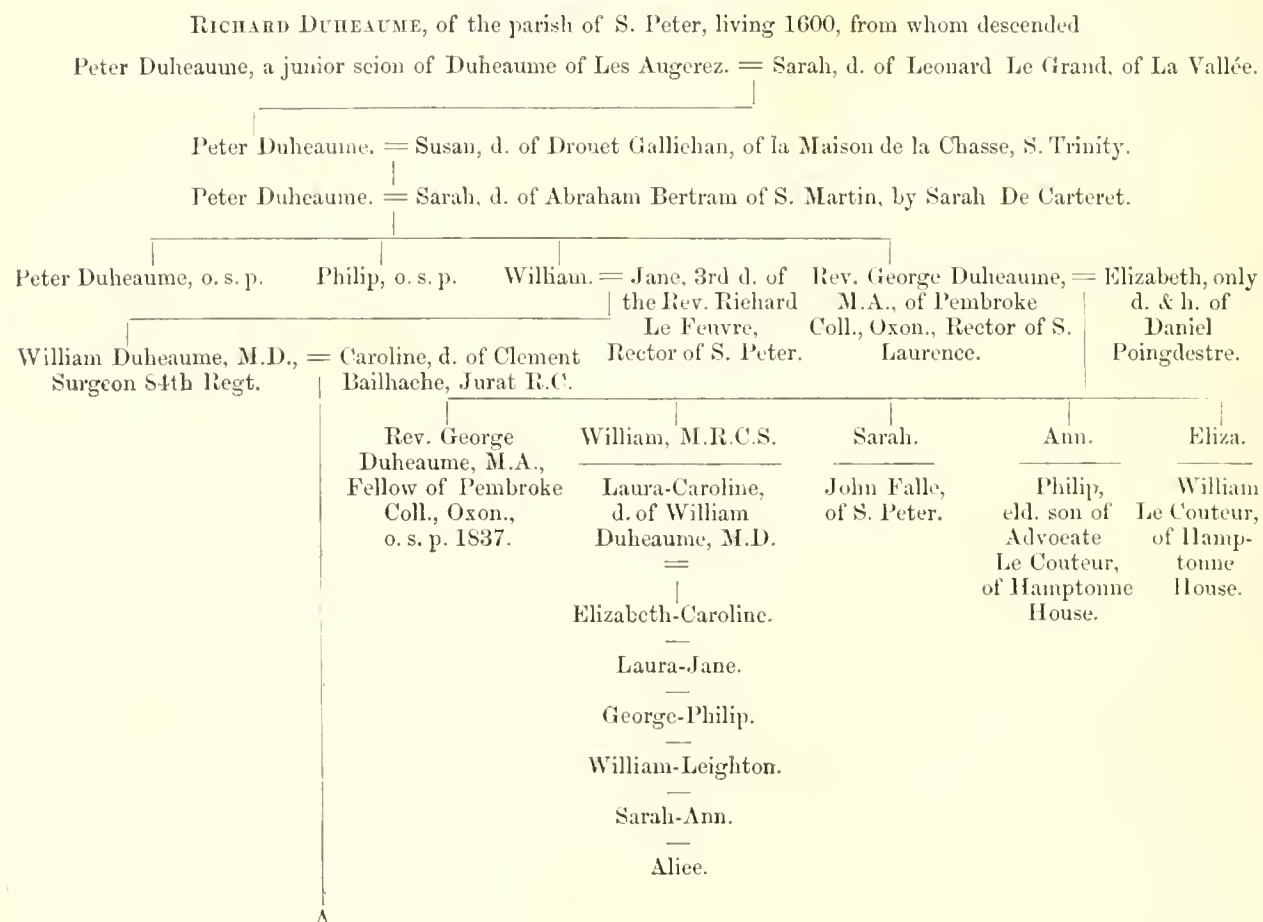 RICHARD DUHEAUME, of the parish of S. Peter, living 1600, from whom descended
Peter Duheaume, a junior scion of Duheaume of Les Augerez. = Sarah, d. of Leonard Le Grand, of La Vallée.
Peter Duheaume. = Susan, d. of Drouet Gallichan, of la Maison de la Chasse, S. Trinity.
Peter Duheaume. = Sarah, d. of Abraham Bertram of S. Martin, by Sarah De Carteret.
Peter Duheaume, o. s. p.
Philip, o. s. p.
William. = Jane, 3rd d. of
the Rev. Richard
Le Feuvre,
Rector of S. Peter.
Rev. George Duheaume, =
M.A., of Pembroke
Coll., Oxon., Rector of S.
Laurence.
Elizabeth, only
d. & h. of
Daniel
Poingdestre.
William Duheaume, M.D., =
Surgeon 84th Regt.
Caroline, d. of Clement
Bailhache, Jurat R.C.
Rev. George
Duheaume, M.A.,
Fellow of Pembroke
Coll., Oxon.,
o. s. p. 1837.
William, M.R.C.S.
Laura-Caroline,
d. of William
Duheaume, M.D.
=
Elizabeth-Caroline.
Laura-Jane.
George-Philip.
William-Leighton.
Sarah-Ann.
Alice.
Sarah.
John Falle,
of S. Peter.
Ann.
Philip,
eld. son of
Advocate
Le Couteur,
of Hamptonne
House.
Eliza.
William
Le Couteur,
of Hamp-
tonne
House.
A